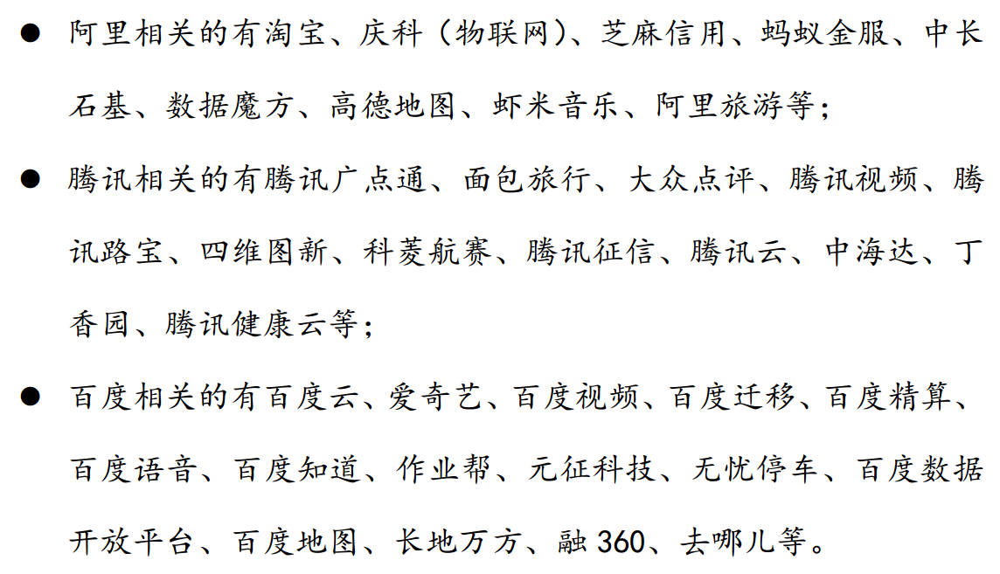 ● 阿里相关的有淘宝、庆科（物联网）、芝麻信用、蚂蚁金服、中长
石基、数据魔方、高德地图、虾米音乐、阿里旅游等；
● 腾讯相关的有腾讯广点通、面包旅行、大众点评、腾讯视频、腾
讯路宝、四维图新、科菱航赛、腾讯征信、腾讯云、中海达、丁
香园、腾讯健康云等；
● 百度相关的有百度云、爱奇艺、百度视频、百度迁移、百度精算、
百度语音、百度知道、作业帮、元征科技、无忧停车、百度数据
开放平台、百度地图、长地万方、融 360、去哪儿等。